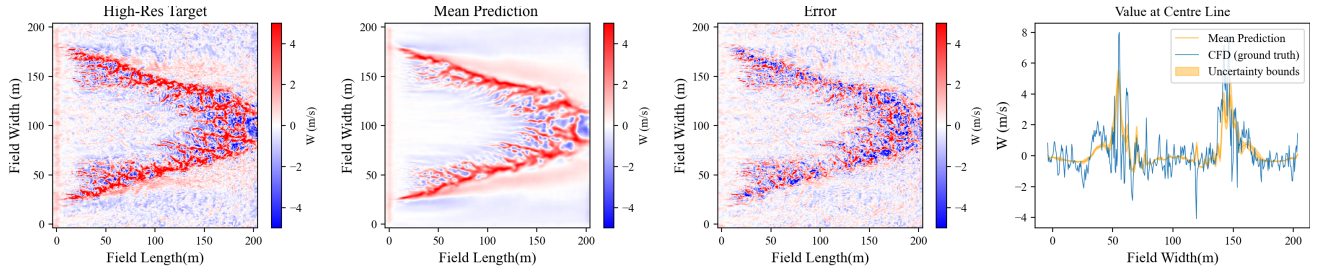 High-Res Target
Field Width (m)
200
150
100
50
0
0 50 100 150 200
Field Length(m)
4
2
0
−2
−4
W (m/s)
Mean Prediction
Field Width (m)
200
150
100
50
0
0 50 100 150 200
Field Length(m)
4
2
0
−2
−4
W (m/s)
Error
Field Width (m)
200
150
100
50
0
0 50 100 150 200
Field Length(m)
4
2
0
−2
−4
W (m/s)
Value at Centre Line
W (m/s)
8
6
4
2
0
−2
−4
Mean Prediction
CFD (ground truth)
Uncertainty bounds
0 50 100 150 200
Field Width(m)